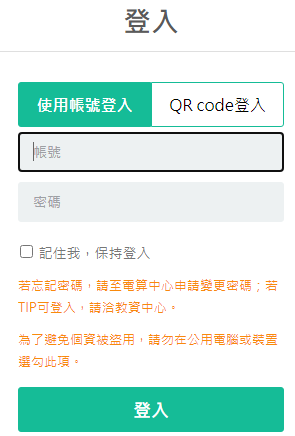 登入
使用帳號登入
QR code登入
帳號
密碼
記住我，保持登入
若忘記密碼，請至電算中心申請變更密碼；若
TIP可登入，請洽教資中心。
為了避免個資被盜用，請勿在公用電腦或裝置
選勾此項。
登入